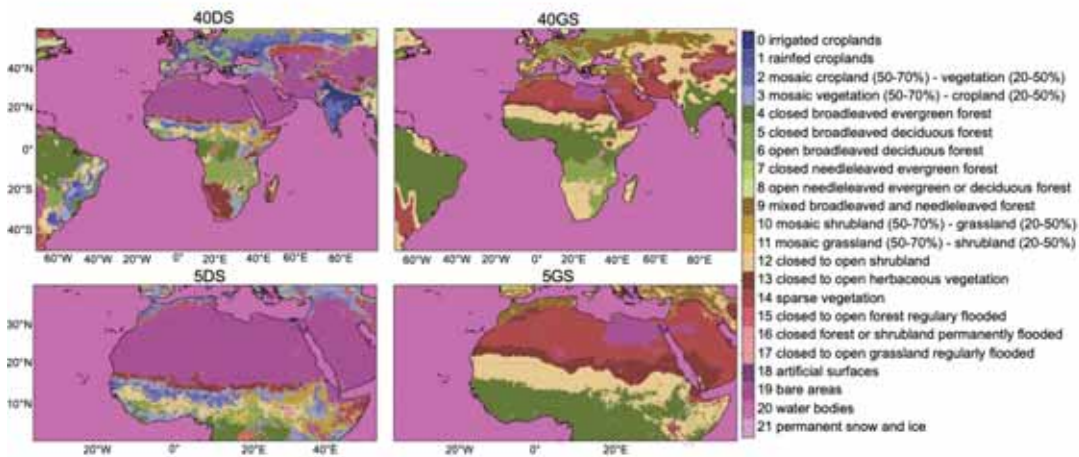 40DS
40GS
40°N
20°N
0°
20°S
40°S
60°W 40°W 20°W 0° 20°E 40°E 60°E 80°E
60°W 40°W 20°W 0° 20°E 40°E 60°E 80°E
5DS
5GS
30°N
20°N
10°N
20°W 0° 20°E 40°E
20°W 0° 20°E
0 irrigated croplands
1 rainfed croplands
2 mosaic cropland (50-70%) - vegetation (20-50%)
3 mosaic vegetation (50-70%) - cropland (20-50%)
4 closed broadleaved evergreen forest
5 closed broadleaved deciduous forest
6 open broadleaved deciduous forest
7 closed needleleaved evergreen forest
8 open needleleaved evergreen or deciduous forest
9 mixed broadleaved and needleleaved forest
10 mosaic shrubland (50-70%) - grassland (20-50%)
11 mosaic grassland (50-70%) - shrubland (20-50%)
12 closed to open shrubland
13 closed to open herbaceous vegetation
14 sparse vegetation
15 closed to open forest regulary flooded
16 closed forest or shrubland permanently flooded
17 closed to open grassland regularly flooded
18 artificial surfaces
19 bare areas
20 water bodies
21 permanent snow and ice